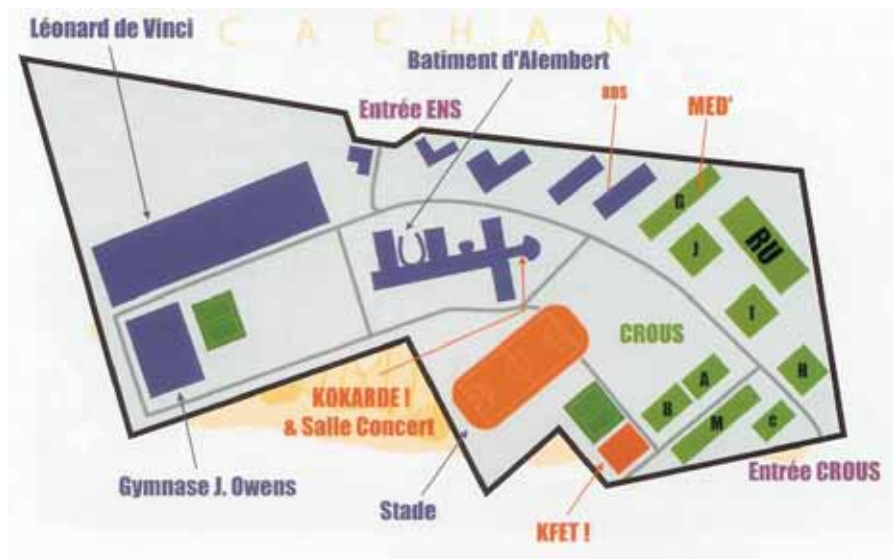 CACHAN
Léonard de Vinci
Batiment d'Alembert
Entrée ENS
BDS
MED'
G
J
RU
I
CROUS
H
A
B
M
C
KOKARDE !
& Salle Concert
Entrée CROUS
Gymnase J. Owens
Stade
KFET !